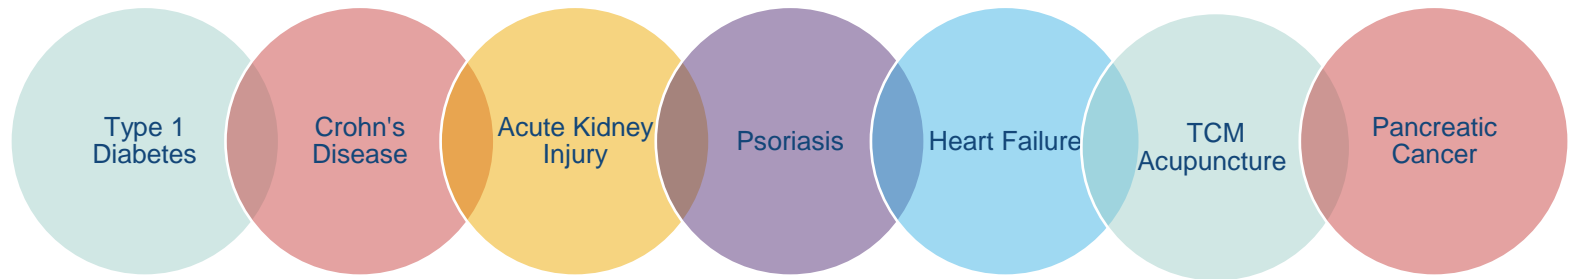 Type 1
Diabetes
Crohn's
Disease
Acute Kidney
Injury
Psoriasis
Heart Failure
TCM
Acupuncture
Pancreatic
Cancer